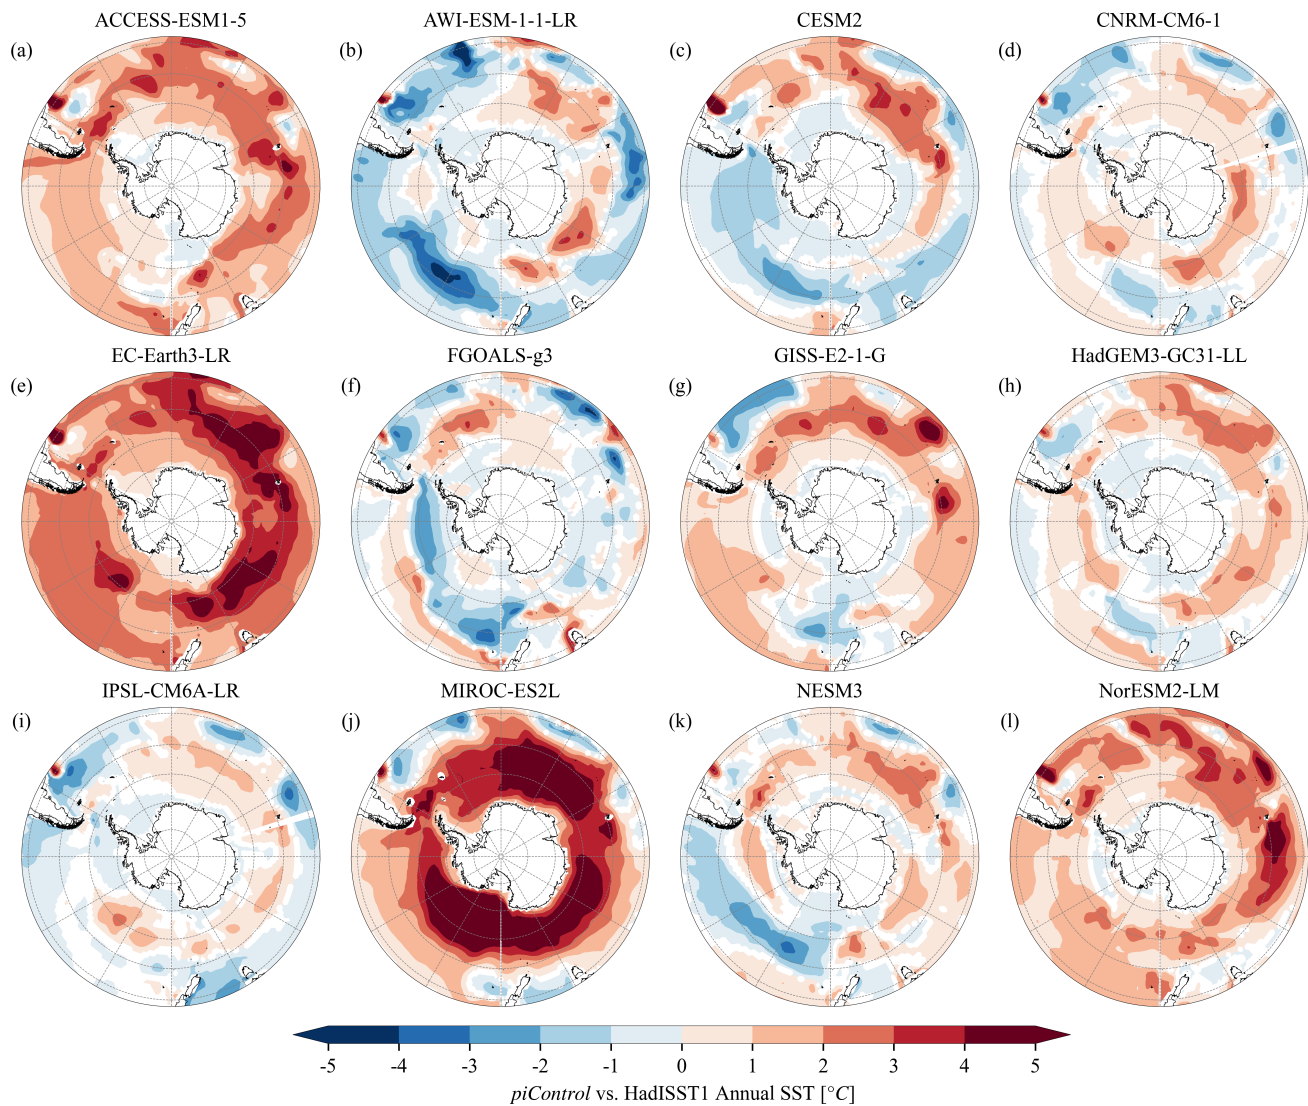 ACCESS-ESM1-5 AWI-ESM-1-1-LR CESM2 CNRM-CM6-1
(a) (b) (c) (d)
EC-Earth3-LR FGOALS-g3 GISS-E2-1-G HadGEM3-GC31-LL
(e) (f) (g) (h)
IPSL-CM6A-LR MIROC-ES2L NESM3 NorESM2-LM
(i) (j) (k) (l)
-5 -4 -3 -2 -1 0 1 2 3 4 5
piControl vs. HadISST1 Annual SST [°C]